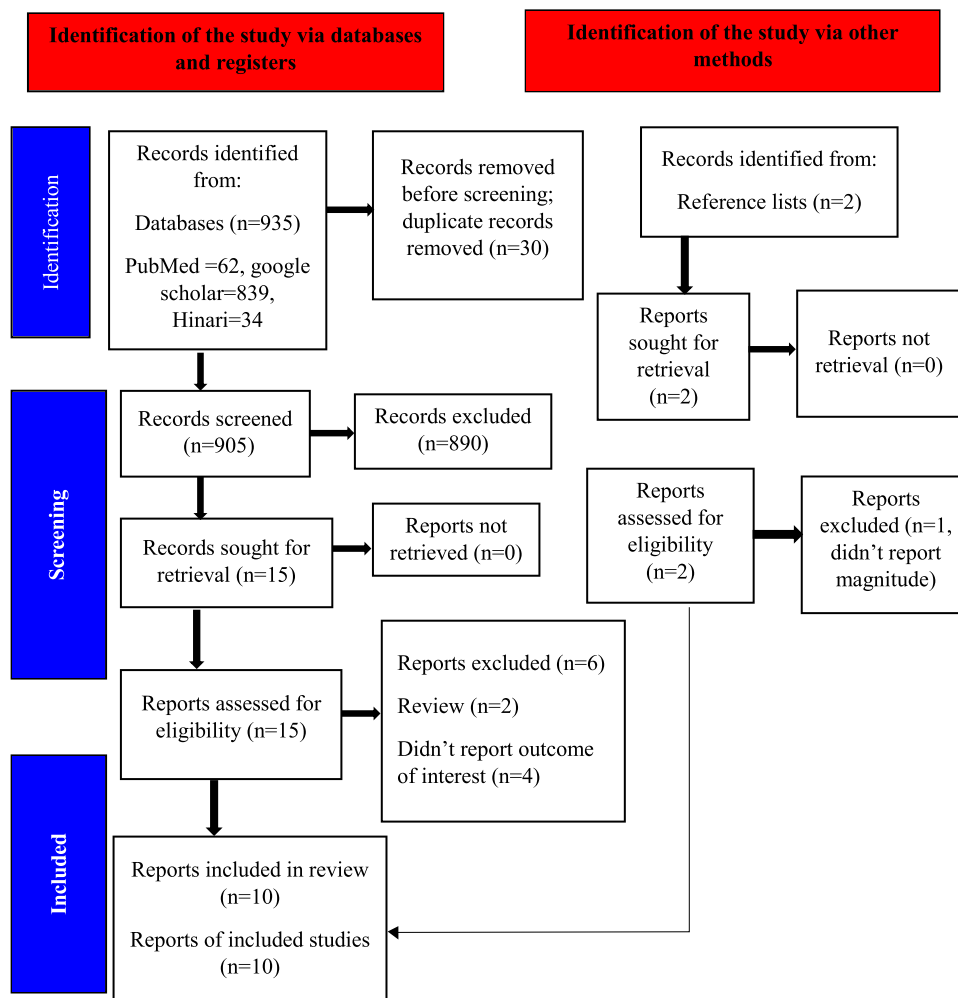 Identification of the study via databases
and registers
Identification of the study via other
methods
Identification
Records identified
from:
Databases (n=935)
PubMed =62, google
scholar=839,
Hinari=34
Records removed
before screening;
duplicate records
removed (n=30)
Records identified from:
Reference lists (n=2)
Reports
sought for
retrieval
(n=2)
Reports not
retrieval (n=0)
Screening
Records screened
(n=905)
Records excluded
(n=890)
Records sought for
retrieval (n=15)
Reports not
retrieved (n=0)
Reports
assessed for
eligibility
(n=2)
Reports
excluded (n=1,
didn’t report
magnitude)
Reports assessed for
eligibility (n=15)
Reports excluded (n=6)
Review (n=2)
Didn’t report outcome
of interest (n=4)
Included
Reports included in review
(n=10)
Reports of included studies
(n=10)